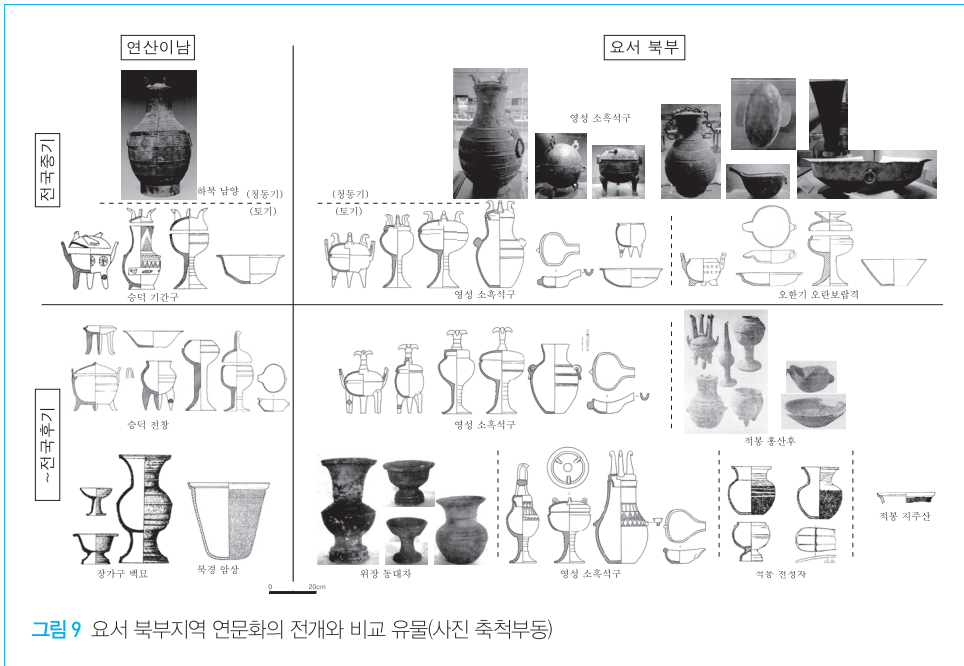 연산이남
요서 북부
전국중기
영성 소흑석구
하북 남양
(청동기)
(토기)
(청동기)
(토기)
승덕 기간구
영성 소흑석구
오한기 오란보랍격
~전국후기
승덕 전창
영성 소흑석구
적봉 홍산후
장가구 백묘
북경 암상
위장 동대자
영성 소흑석구
적봉 전성자
적봉 지주산
0 20cm
그림 9 요서 북부지역 연문화의 전개와 비교 유물(사진 축척부동)